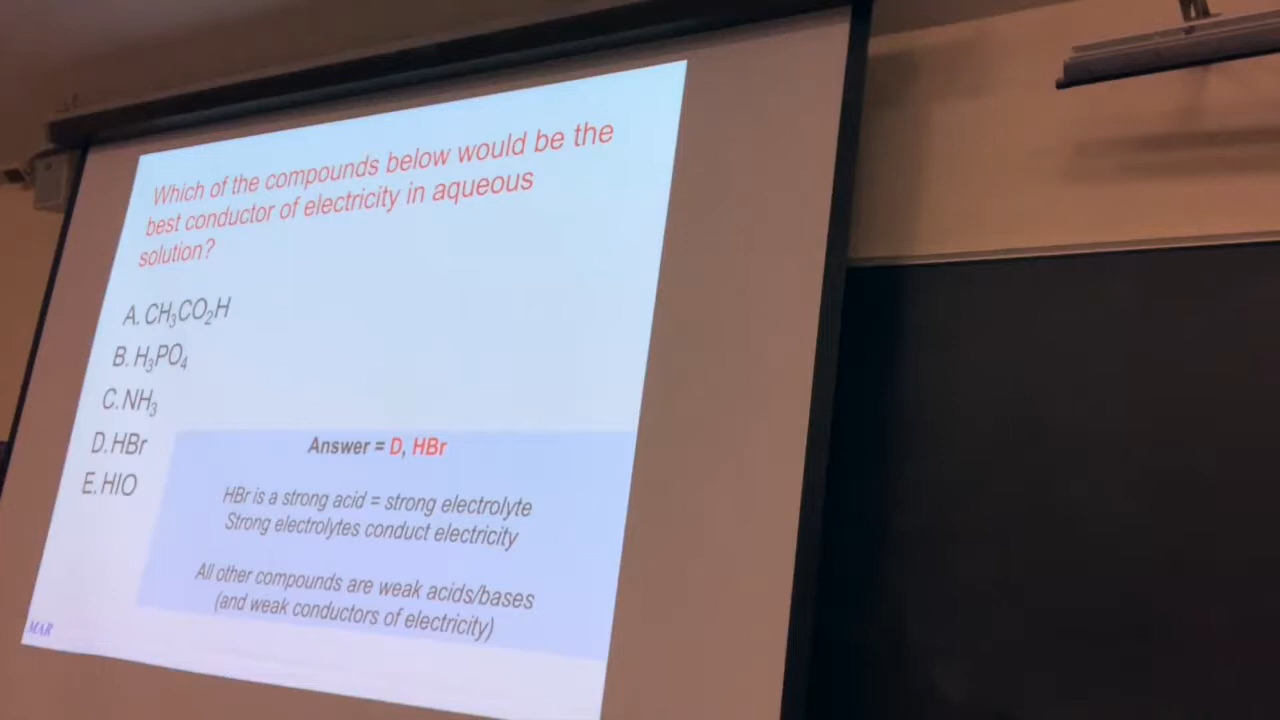 Which of the compounds below would be the
best conductor of electricity in aqueous
solution?
A. CH₃CO₂H
B. H₃PO₄
C. NH₃
D. HBr
E. HIO
Answer = D, HBr
HBr is a strong acid = strong electrolyte
Strong electrolytes conduct electricity
All other compounds are weak acids/bases
(and weak conductors of electricity)
MAR